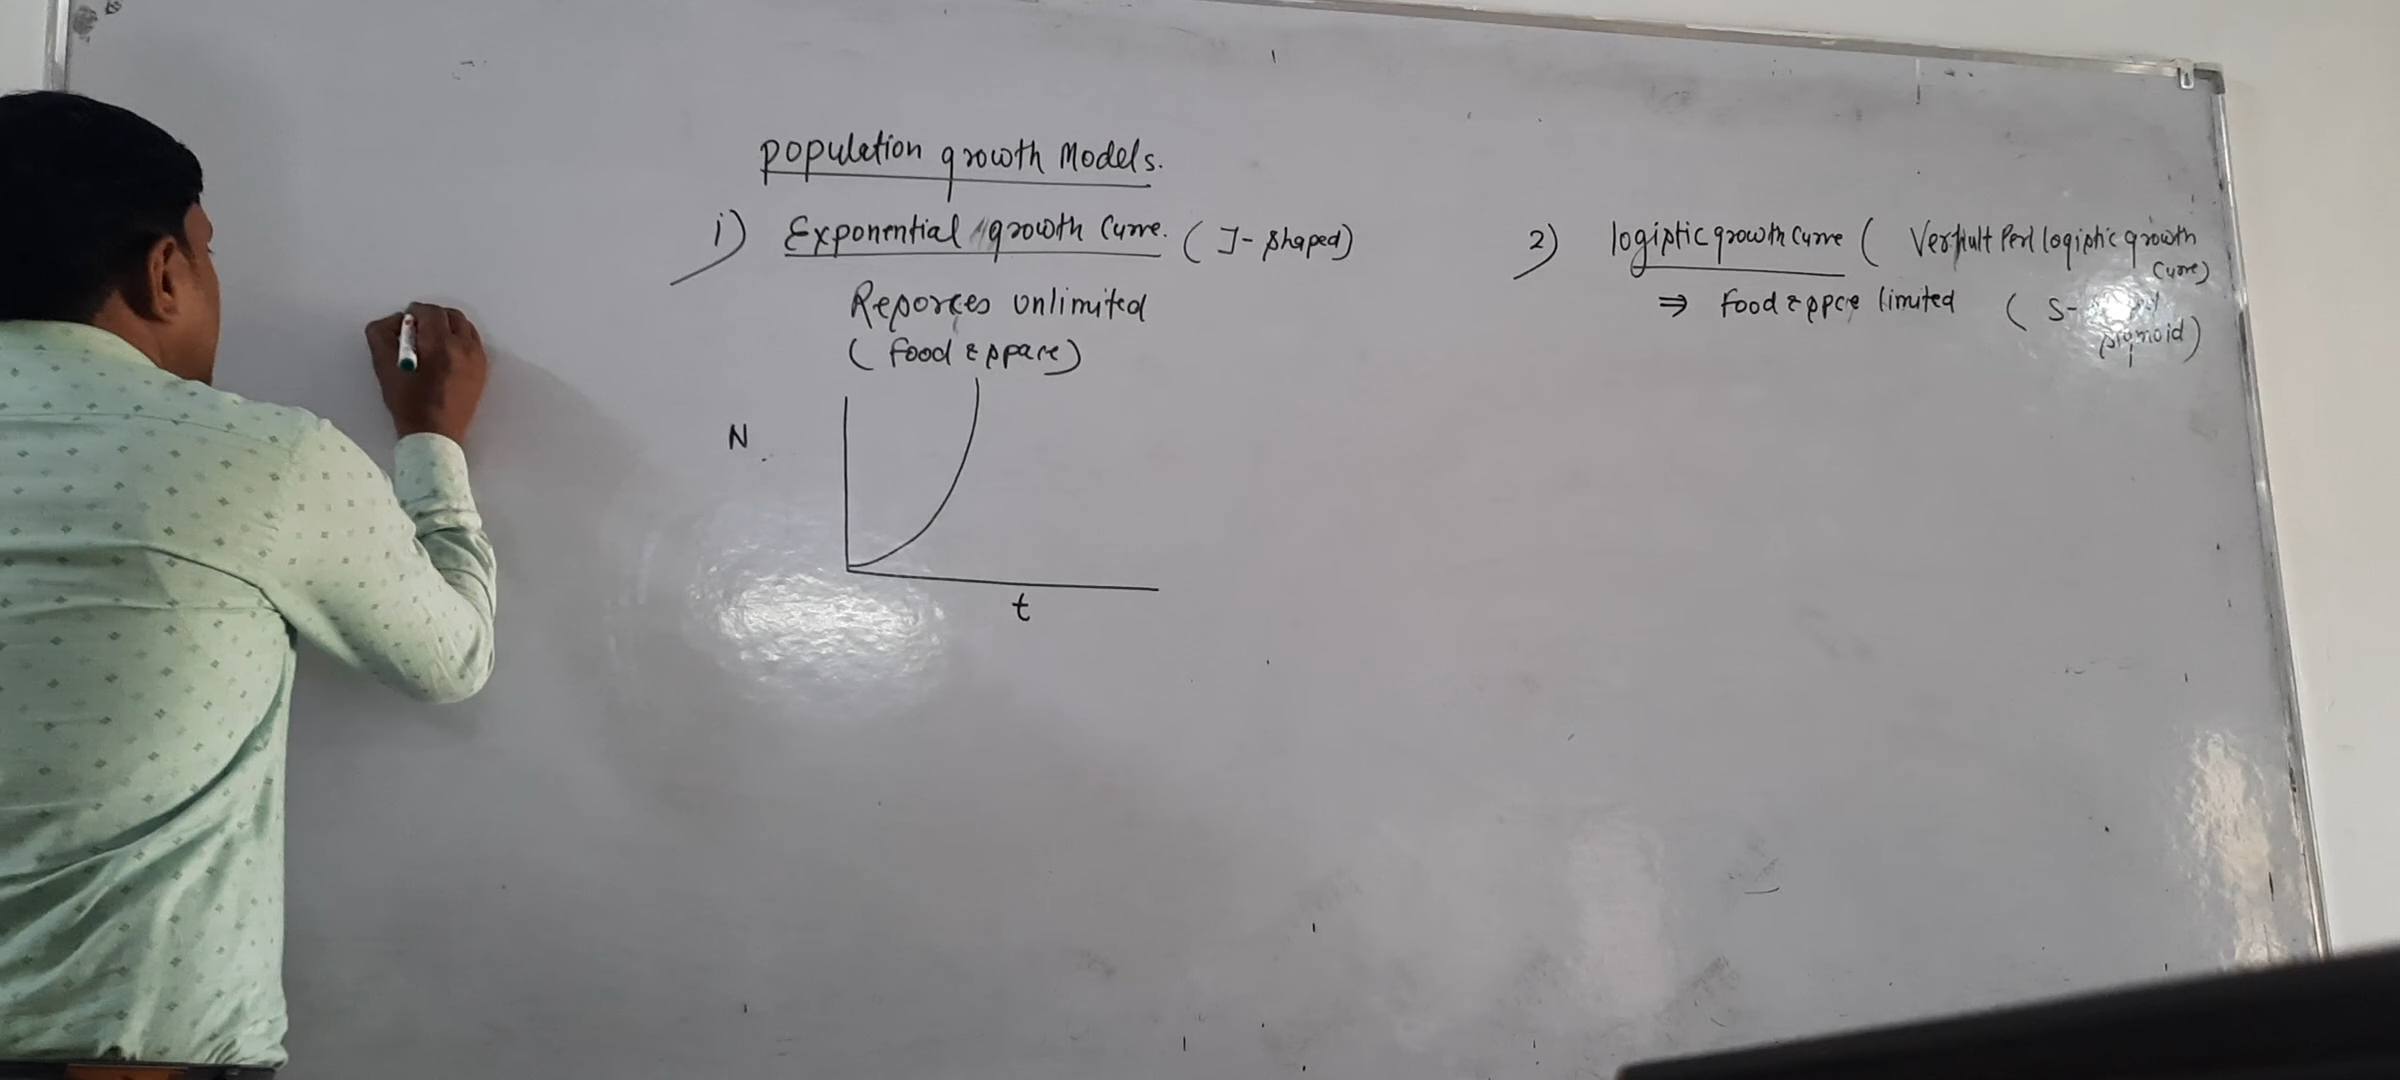 Population growth Models.
1) Exponential growth Curve. (J-shaped)
Resorces unlimited
(food & space)
N
t
2) logistic growth curve ( Verhult Perl logistic growth
curve)
⇒ food & space limited ( S-
sigmoid)